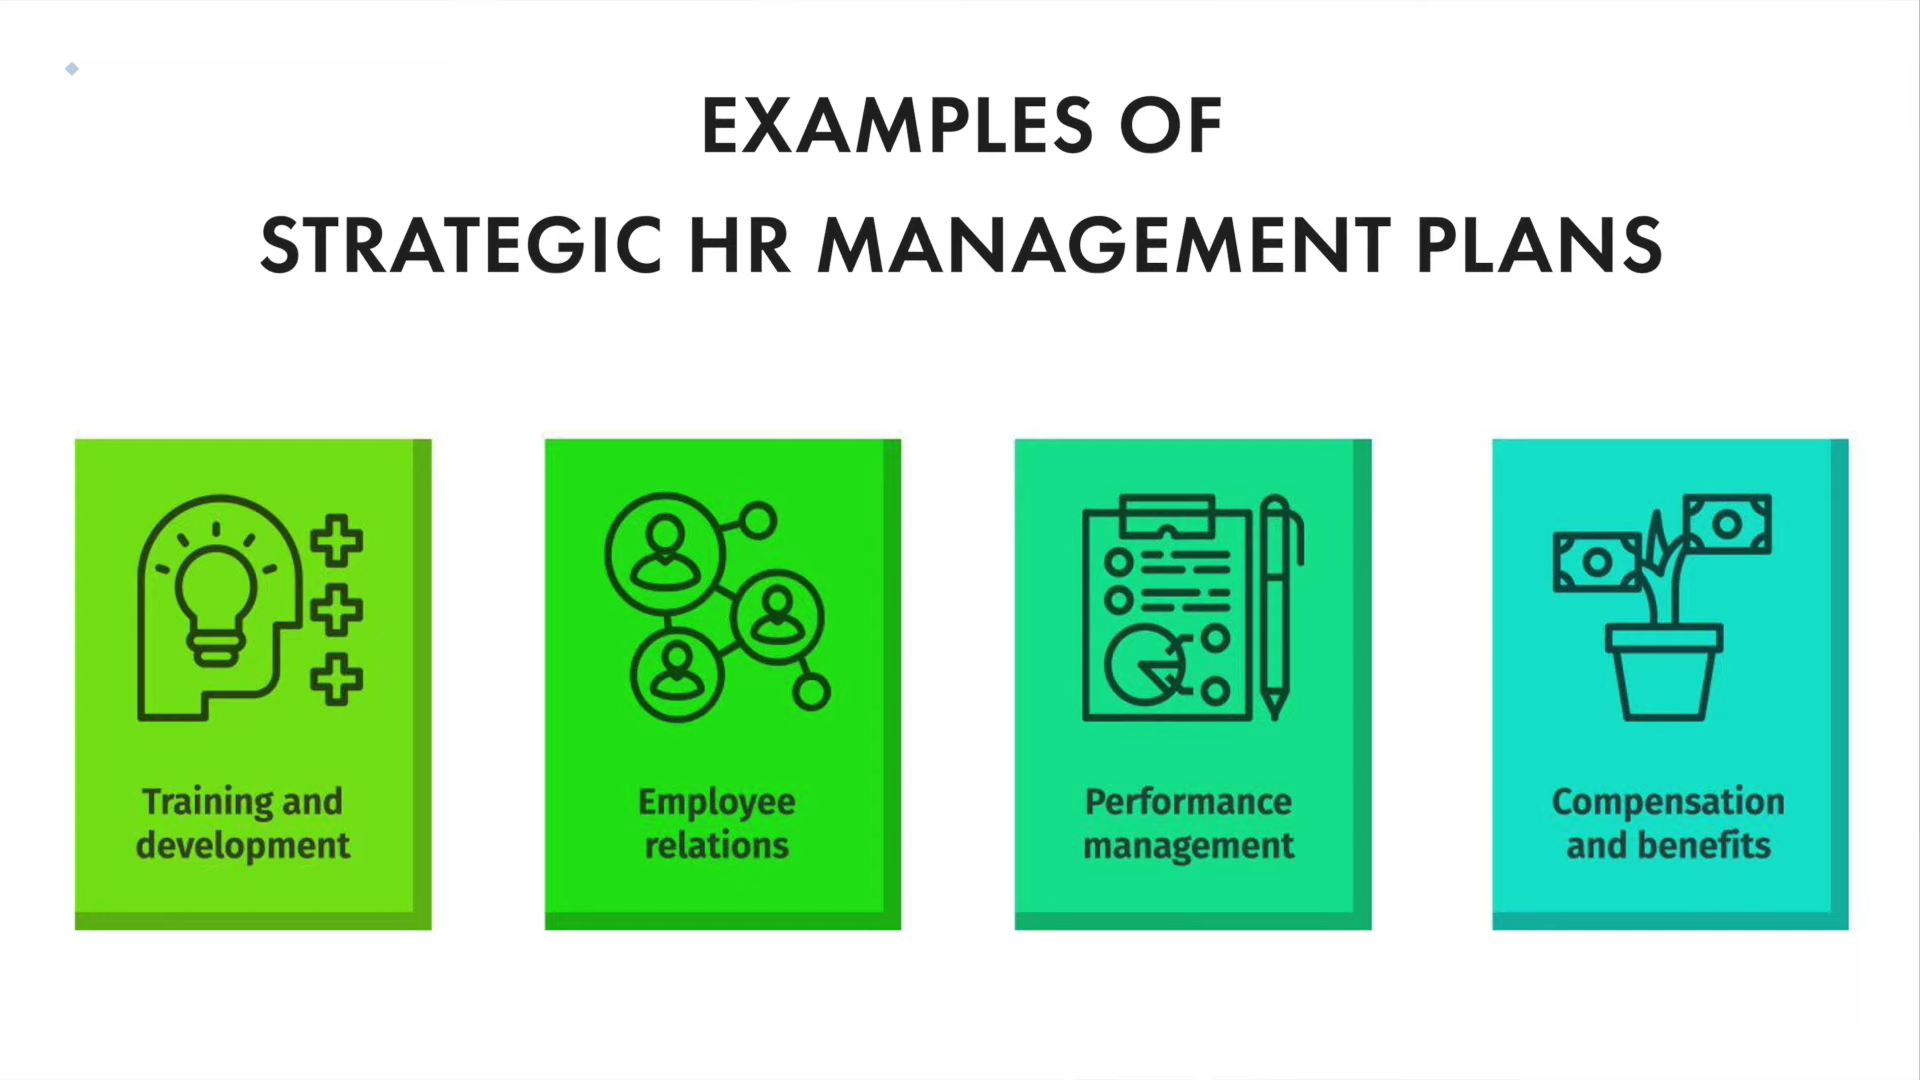 EXAMPLES OF
STRATEGIC HR MANAGEMENT PLANS
Training and
development
Employee
relations
Performance
management
Compensation
and benefits